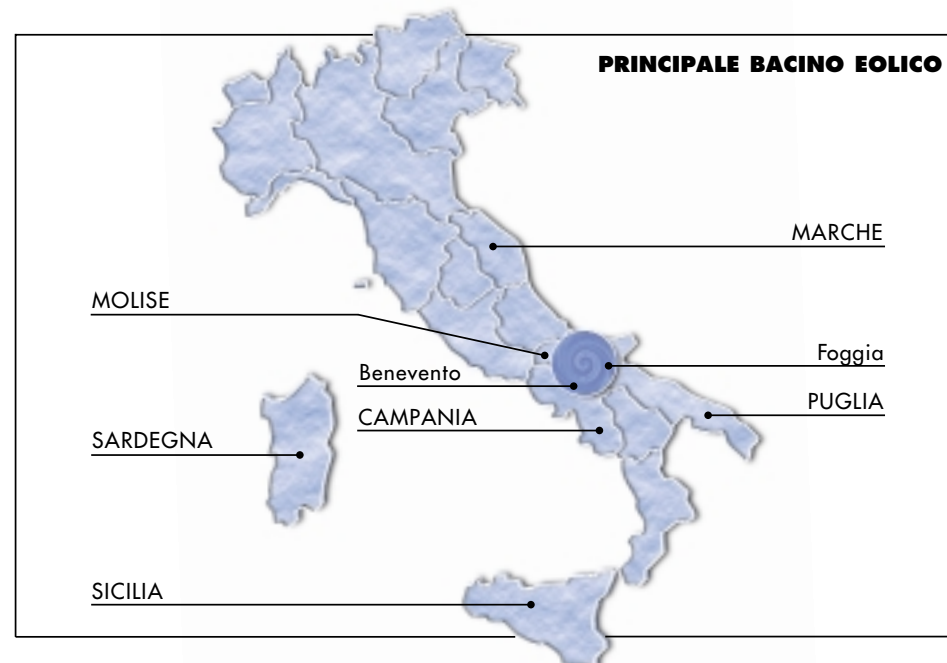 PRINCIPALE BACINO EOLICO
MARCHE
MOLISE
Foggia
Benevento
PUGLIA
CAMPANIA
SARDEGNA
SICILIA